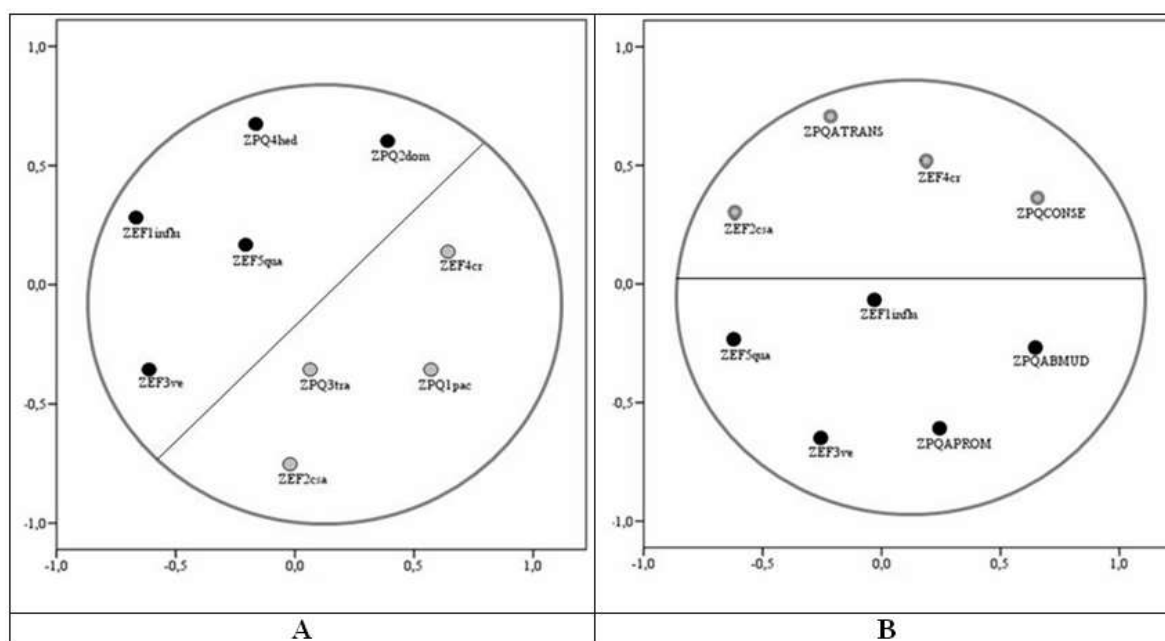 1,0
ZPQ4hed
ZPQ2dom
0,5
ZEF1influ
ZEF5qua
ZEF4cr
0,0
ZEF3ve
ZPQ3tra
ZPQ1pac
-0,5
ZEF2csa
-1,0
-1,0 -0,5 0,0 0,5 1,0
A
1,0
ZPQATRANS
ZEF4cr
0,5
ZPQCONSE
ZEF2csa
0,0
ZEF1influ
ZEF5qua
ZPQABMUD
-0,5
ZEF3ve
ZPQAPROM
-1,0
-1,0 -0,5 0,0 0,5 1,0
B